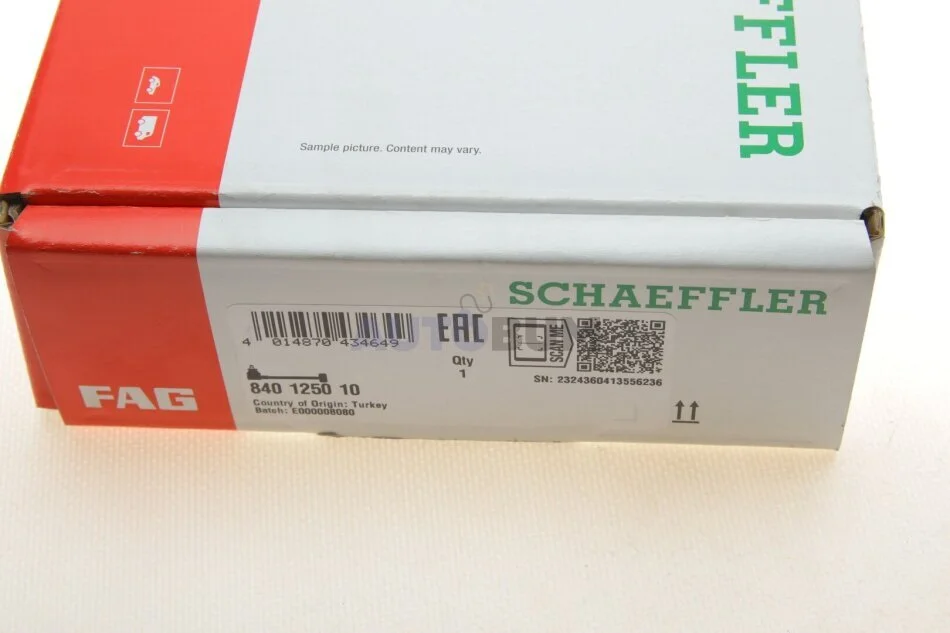 FFLER
Sample picture. Content may vary.
SCHAEFFLER
4 014870 434649
EAC
AUTOBUY
Qty
1
SCAN ME
SN: 2324360413556236
840 1250 10
Country of Origin: Turkey
Batch: E000008080
FAG